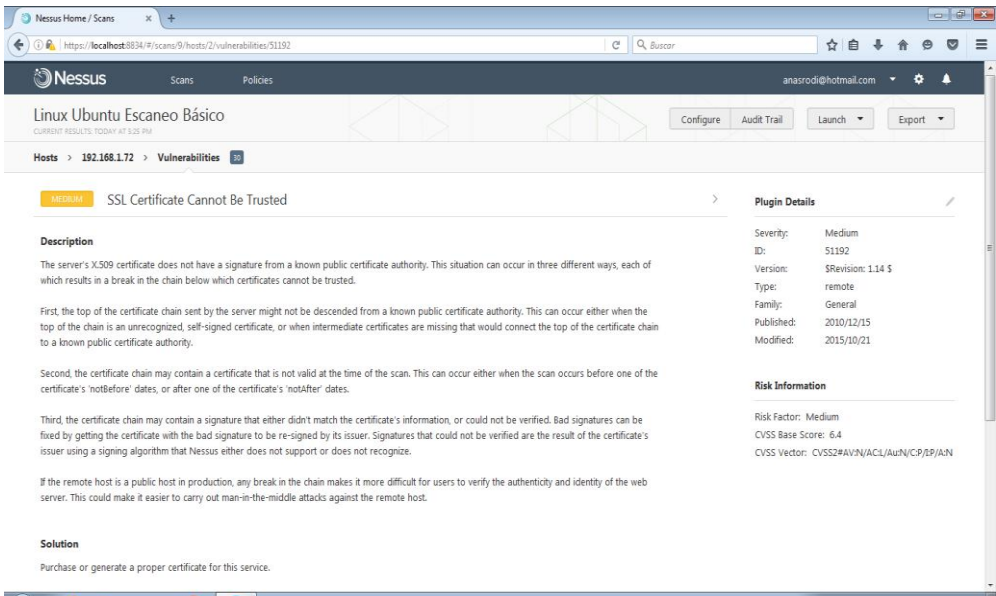 Nessus Home / Scans x +
https://localhost:8834/#/scans/9/hosts/2/vulnerabilities/51192
Buscar
Nessus
Scans
Policies
anasrodi@hotmail.com
Linux Ubuntu Escaneo Básico
CURRENT RESULTS: TODAY AT 5:25 PM
Configure
Audit Trail
Launch
Export
Hosts > 192.168.1.72 > Vulnerabilities 30
MEDIUM
SSL Certificate Cannot Be Trusted >
Description
The server's X.509 certificate does not have a signature from a known public certificate authority. This situation can occur in three different ways, each of
which results in a break in the chain below which certificates cannot be trusted.
First, the top of the certificate chain sent by the server might not be descended from a known public certificate authority. This can occur either when the
top of the chain is an unrecognized, self-signed certificate, or when intermediate certificates are missing that would connect the top of the certificate chain
to a known public certificate authority.
Second, the certificate chain may contain a certificate that is not valid at the time of the scan. This can occur either when the scan occurs before one of the
certificate's 'notBefore' dates, or after one of the certificate's 'notAfter' dates.
Third, the certificate chain may contain a signature that either didn't match the certificate's information, or could not be verified. Bad signatures can be
fixed by getting the certificate with the bad signature to be re-signed by its issuer. Signatures that could not be verified are the result of the certificate's
issuer using a signing algorithm that Nessus either does not support or does not recognize.
If the remote host is a public host in production, any break in the chain makes it more difficult for users to verify the authenticity and identity of the web
server. This could make it easier to carry out man-in-the-middle attacks against the remote host.
Solution
Purchase or generate a proper certificate for this service.
Plugin Details
Severity: Medium
ID: 51192
Version: $Revision: 1.14 $
Type: remote
Family: General
Published: 2010/12/15
Modified: 2015/10/21
Risk Information
Risk Factor: Medium
CVSS Base Score: 6.4
CVSS Vector: CVSS2#AV:N/AC:L/Au:N/C:P/I:P/A:N